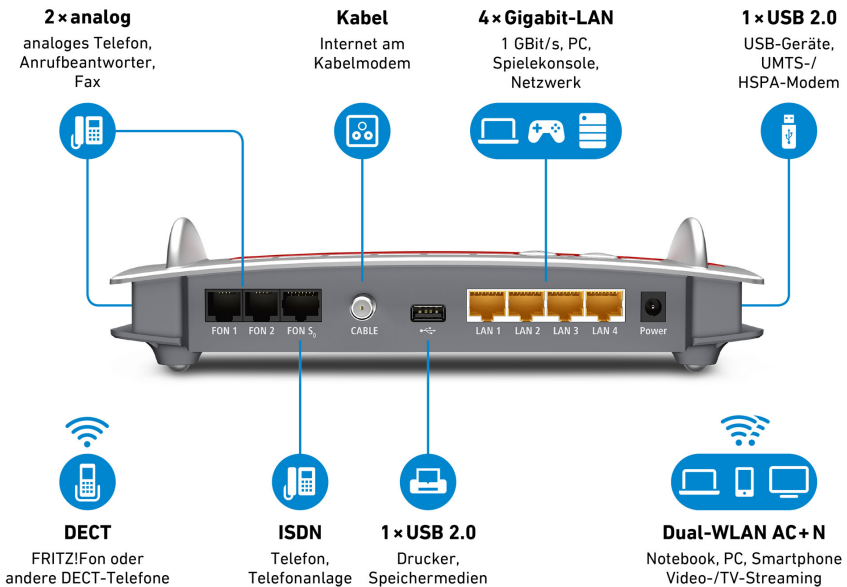 2×analog
analoges Telefon,
Anrufbeantworter,
Fax
Kabel
Internet am
Kabelmodem
4×Gigabit-LAN
1 GBit/s, PC,
Spielekonsole,
Netzwerk
1×USB 2.0
USB-Geräte,
UMTS-/
HSPA-Modem
FON 1 FON 2 FON S0 CABLE LAN 1 LAN 2 LAN 3 LAN 4 Power
DECT
FRITZ!Fon oder
andere DECT-Telefone
ISDN
Telefon,
Telefonanlage
1×USB 2.0
Drucker,
Speichermedien
Dual-WLAN AC+N
Notebook, PC, Smartphone
Video-/TV-Streaming